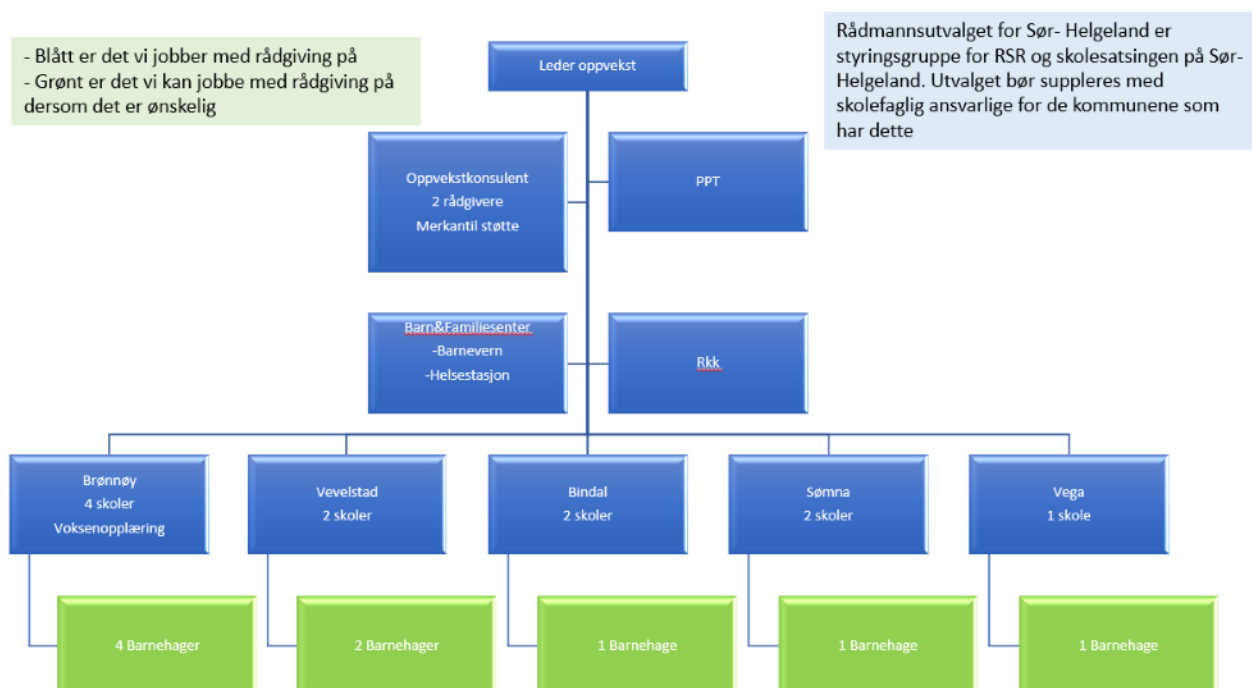 - Blått er det vi jobber med rådgiving på
- Grønt er det vi kan jobbe med rådgiving på
dersom det er ønskelig
Rådmannsutvalget for Sør- Helgeland er
styringsgruppe for RSR og skolesatsingen på Sør-
Helgeland. Utvalget bør suppleres med
skolefaglig ansvarlige for de kommunene som
har dette
Leder oppvekst
Oppvekstkonsulent
2 rådgivere
Merkantil støtte
PPT
Barn&Familiesenter
-Barnevern
-Helsestasjon
Rkk
Brønnøy
4 skoler
Voksenopplæring
Vevelstad
2 skoler
Bindal
2 skoler
Sømna
2 skoler
Vega
1 skole
4 Barnehager
2 Barnehager
1 Barnehage
1 Barnehage
1 Barnehage